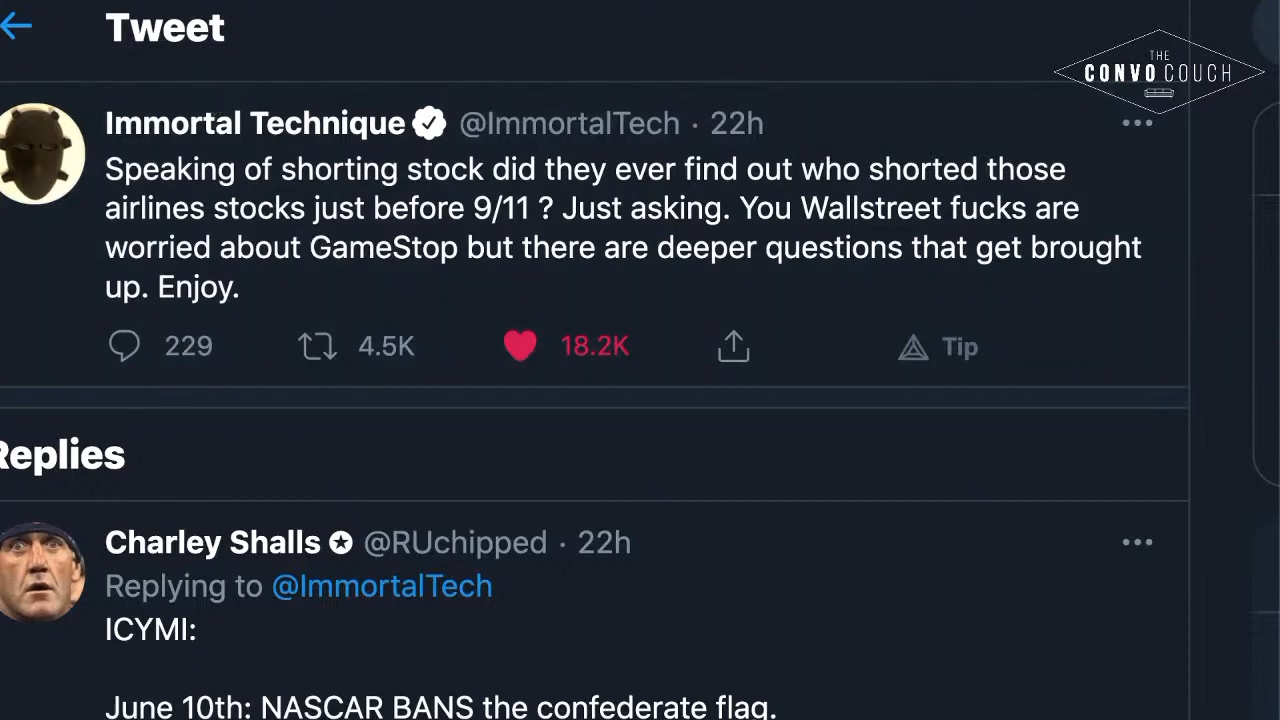 Tweet
THE
CONVO COUCH
Immortal Technique @ImmortalTech · 22h
Speaking of shorting stock did they ever find out who shorted those
airlines stocks just before 9/11 ? Just asking. You Wallstreet fucks are
worried about GameStop but there are deeper questions that get brought
up. Enjoy.
229 4.5K 18.2K Tip
Replies
Charley Shalls @RUchipped · 22h
Replying to @ImmortalTech
ICYMI:
June 10th: NASCAR BANS the confederate flag.